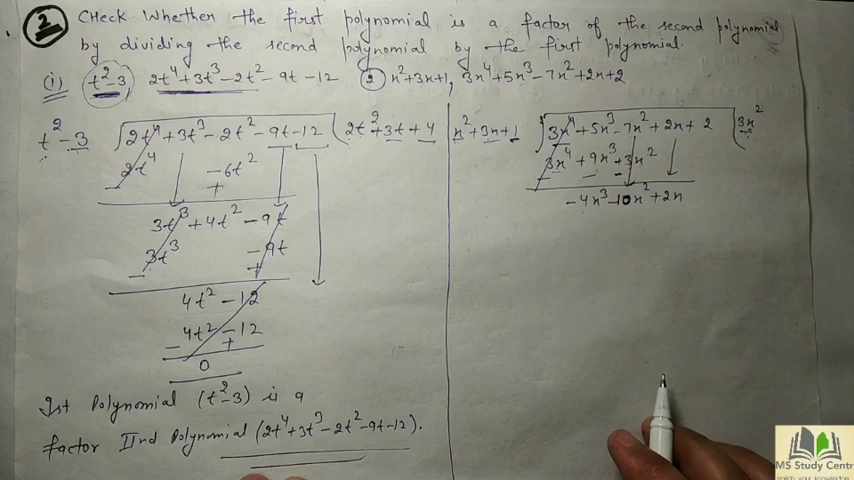 2 Check Whether the first polynomial is a factor of the second polynomial
by dividing the second polynomial by the first polynomial.
(i) t²-3, 2t⁴+3t³-2t²-9t-12 (2) x²+3x+1, 3x⁴+5x³-7x²+2x+2
t²-3 ) 2t⁴+3t³-2t²-9t-12 ( 2t²+3t+4
2t⁴ -6t²
- +
3t³+4t²-9t
3t³ -9t
- +
4t²-12
4t²-12
- +
0
Ist Polynomial (t²-3) is a
factor IInd Polynomial (2t⁴+3t³-2t²-9t-12).
x²+3x+1 ) 3x⁴+5x³-7x²+2x+2 ( 3x²
3x⁴+9x³+3x²
- - -
-4x³-10x²+2x
MS Study Centr